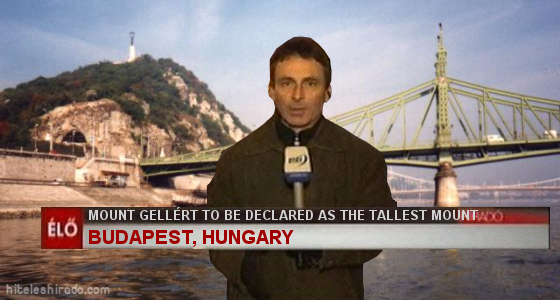 MOUNT GELLÉRT TO BE DECLARED AS THE TALLEST MOUNT
ÉLŐ
BUDAPEST, HUNGARY
hiteleshirado.com